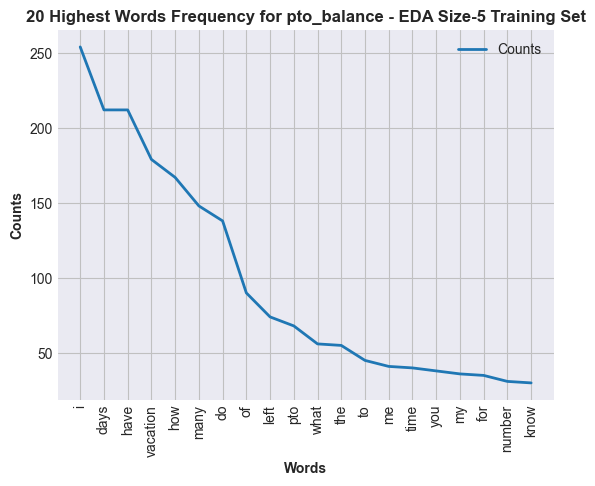 20 Highest Words Frequency for pto_balance - EDA Size-5 Training Set
Counts
250
200
150
100
50
Counts
i
days
have
vacation
how
many
do
of
left
pto
what
the
to
me
time
you
my
for
number
know
Words